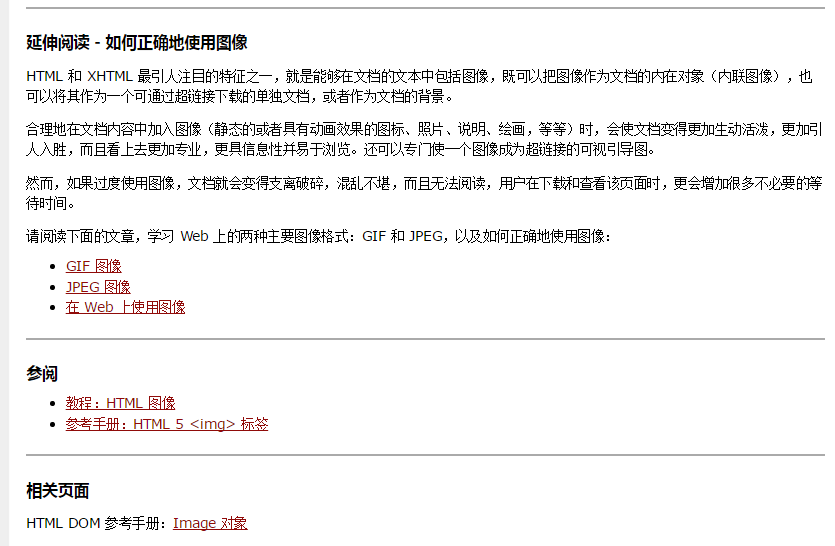 延伸阅读 - 如何正确地使用图像
HTML 和 XHTML 最引人注目的特征之一，就是能够在文档的文本中包括图像，既可以把图像作为文档的内在对象（内联图像），也
可以将其作为一个可通过超链接下载的单独文档，或者作为文档的背景。
合理地在文档内容中加入图像（静态的或者具有动画效果的图标、照片、说明、绘画，等等）时，会使文档变得更加生动活泼，更加引
人入胜，而且看上去更加专业，更具信息性并易于浏览。还可以专门使一个图像成为超链接的可视引导图。
然而，如果过度使用图像，文档就会变得支离破碎，混乱不堪，而且无法阅读，用户在下载和查看该页面时，更会增加很多不必要的等
待时间。
请阅读下面的文章，学习 Web 上的两种主要图像格式：GIF 和 JPEG，以及如何正确地使用图像：
GIF 图像
JPEG 图像
在 Web 上使用图像
参阅
教程：HTML 图像
参考手册：HTML 5 <img> 标签
相关页面
HTML DOM 参考手册：Image 对象